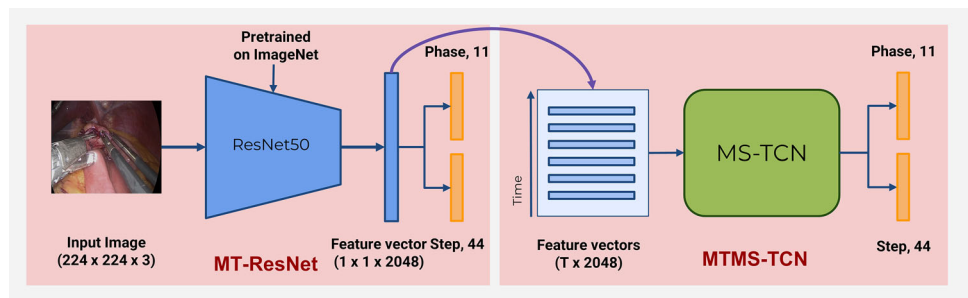 Pretrained
on ImageNet
Phase, 11
ResNet50
Input Image
(224 x 224 x 3)
Feature vector
(1 x 1 x 2048)
Step, 44
MT-ResNet
Phase, 11
Time
MS-TCN
Feature vectors
(T x 2048)
Step, 44
MTMS-TCN